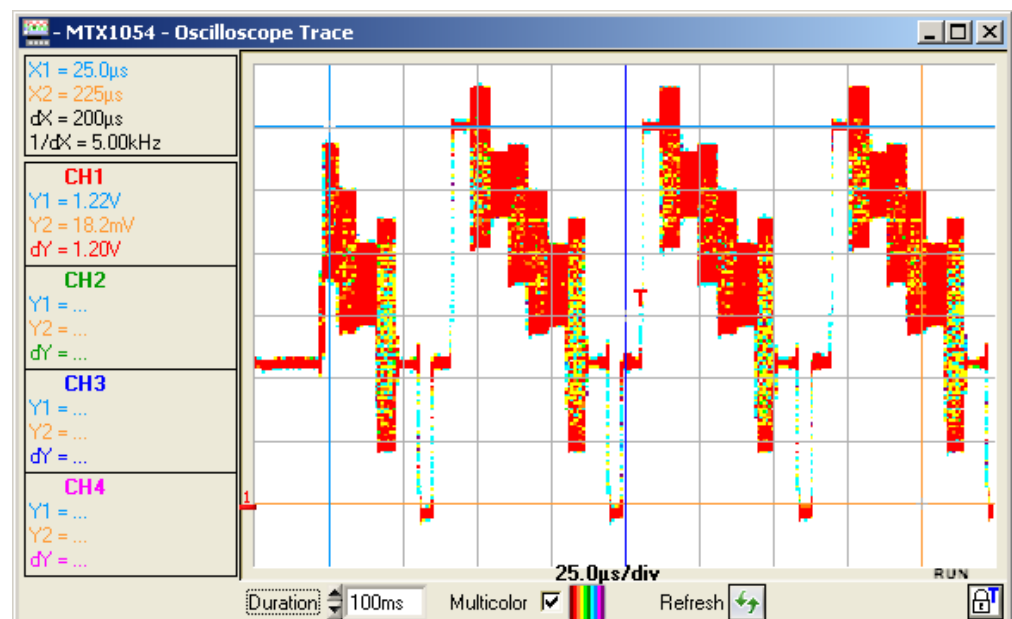 - MTX1054 - Oscilloscope Trace
X1 = 25.0µs
X2 = 225µs
dX = 200µs
1/dX = 5.00kHz
CH1
Y1 = 1.22V
Y2 = 18.2mV
dY = 1.20V
CH2
Y1 = ...
Y2 = ...
dY = ...
CH3
Y1 = ...
Y2 = ...
dY = ...
CH4
Y1 = ...
Y2 = ...
dY = ...
T
1
25.0µs/div
RUN
Duration 100ms Multicolor Refresh T